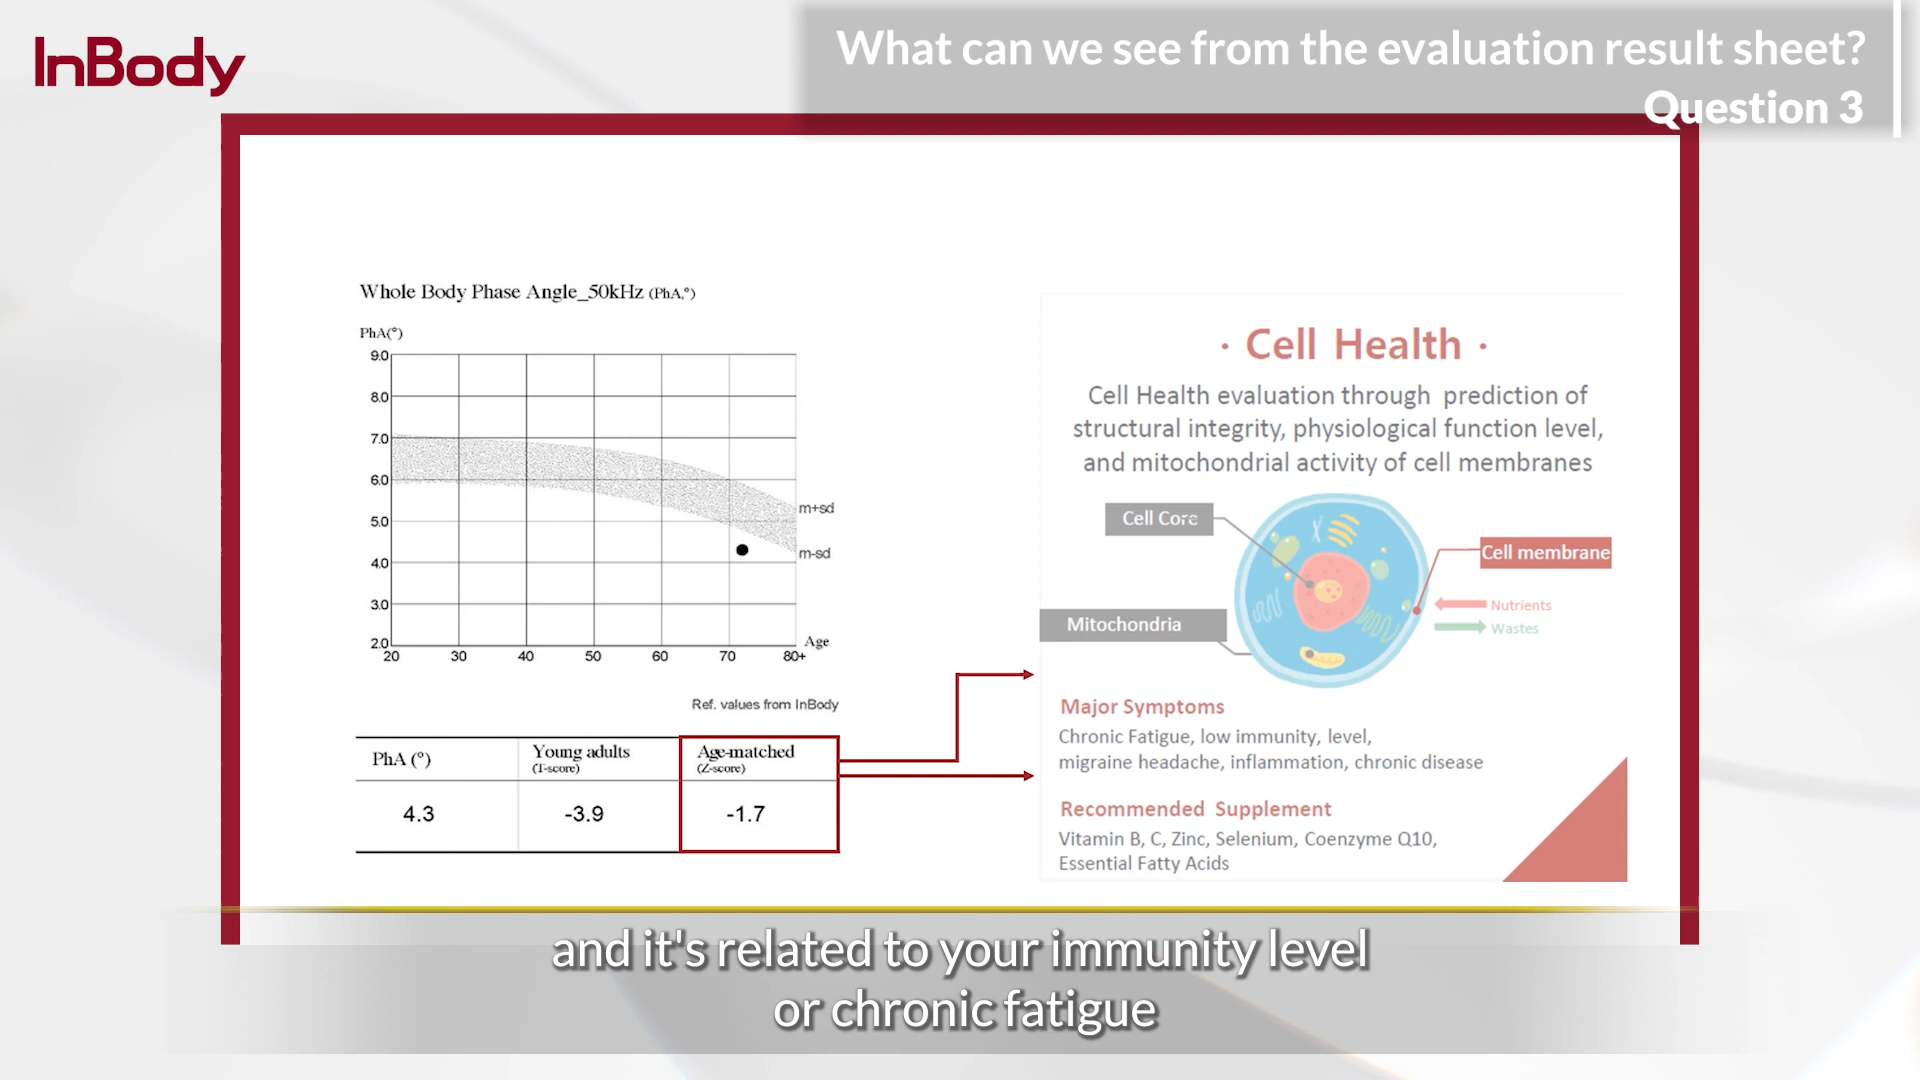 InBody
What can we see from the evaluation result sheet?
Question 3
Whole Body Phase Angle_50kHz (PhA,°)
PhA(°)
9.0
8.0
7.0
6.0
5.0
4.0
3.0
2.0
m+sd
m-sd
Age
20 30 40 50 60 70 80+
Ref. values from InBody
PhA (°) Young adults (T-score) Age-matched (Z-score)
4.3 -3.9 -1.7
· Cell Health ·
Cell Health evaluation through prediction of
structural integrity, physiological function level,
and mitochondrial activity of cell membranes
Cell Core
Cell membrane
Nutrients
Wastes
Mitochondria
Major Symptoms
Chronic Fatigue, low immunity, level,
migraine headache, inflammation, chronic disease
Recommended Supplement
Vitamin B, C, Zinc, Selenium, Coenzyme Q10,
Essential Fatty Acids
and it's related to your immunity level
or chronic fatigue